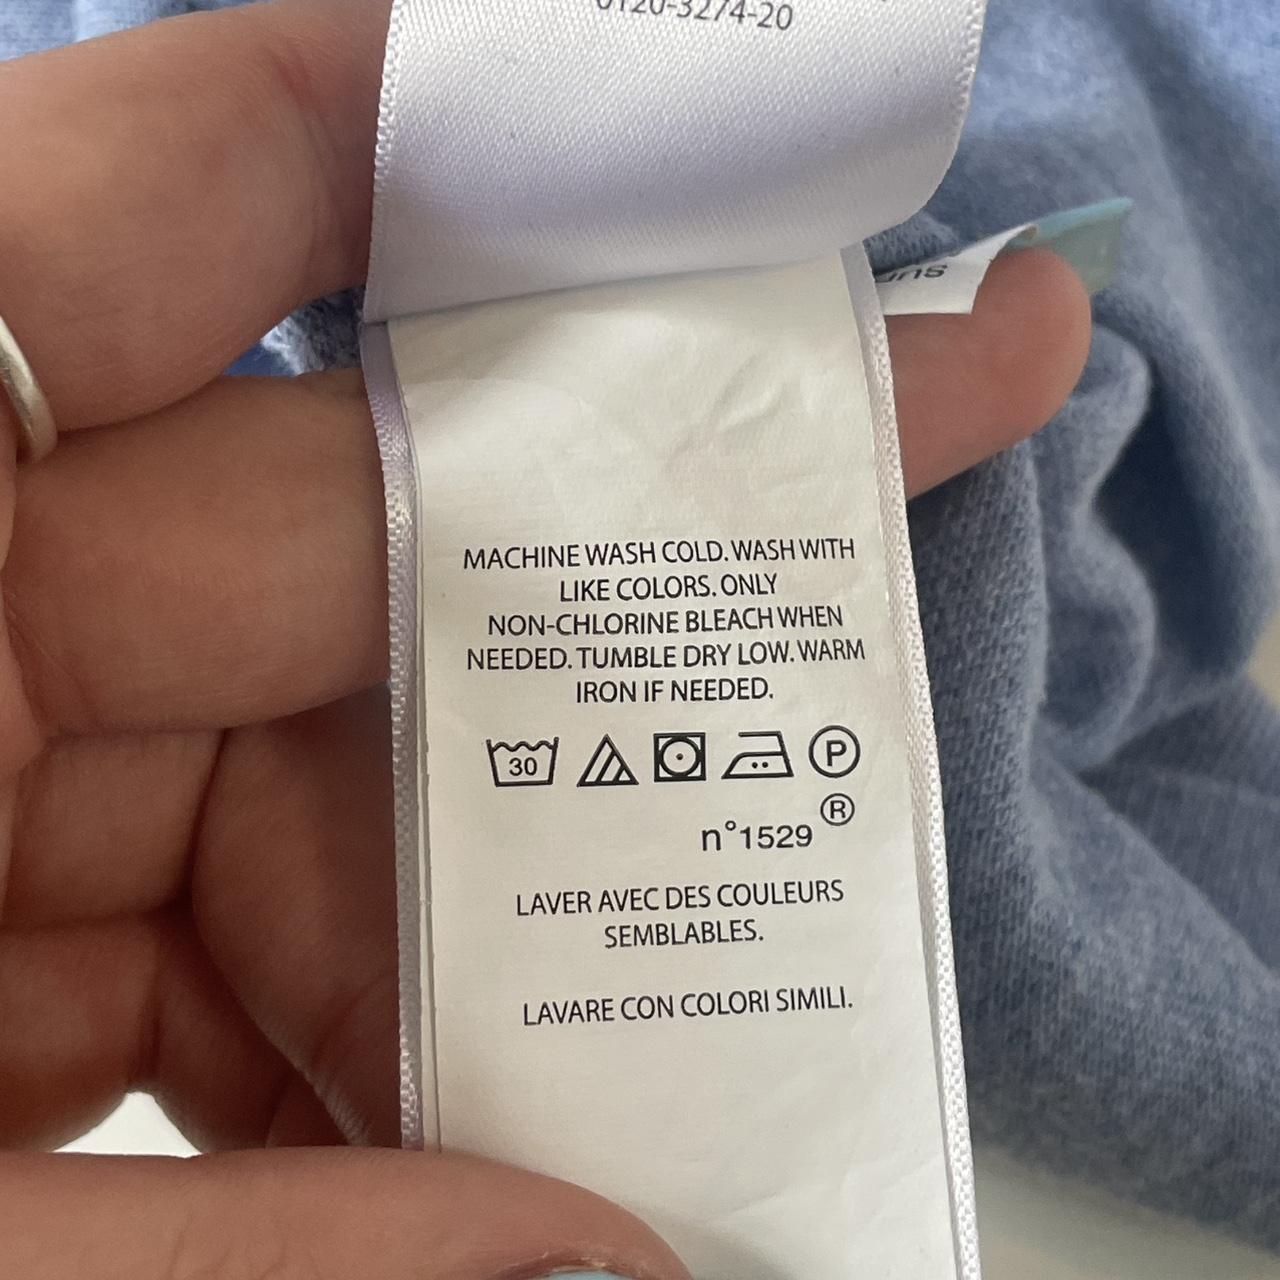 0120-3274-20
MACHINE WASH COLD. WASH WITH
LIKE COLORS. ONLY
NON-CHLORINE BLEACH WHEN
NEEDED. TUMBLE DRY LOW. WARM
IRON IF NEEDED.
30 P
n°1529 ®
LAVER AVEC DES COULEURS
SEMBLABLES.
LAVARE CON COLORI SIMILI.